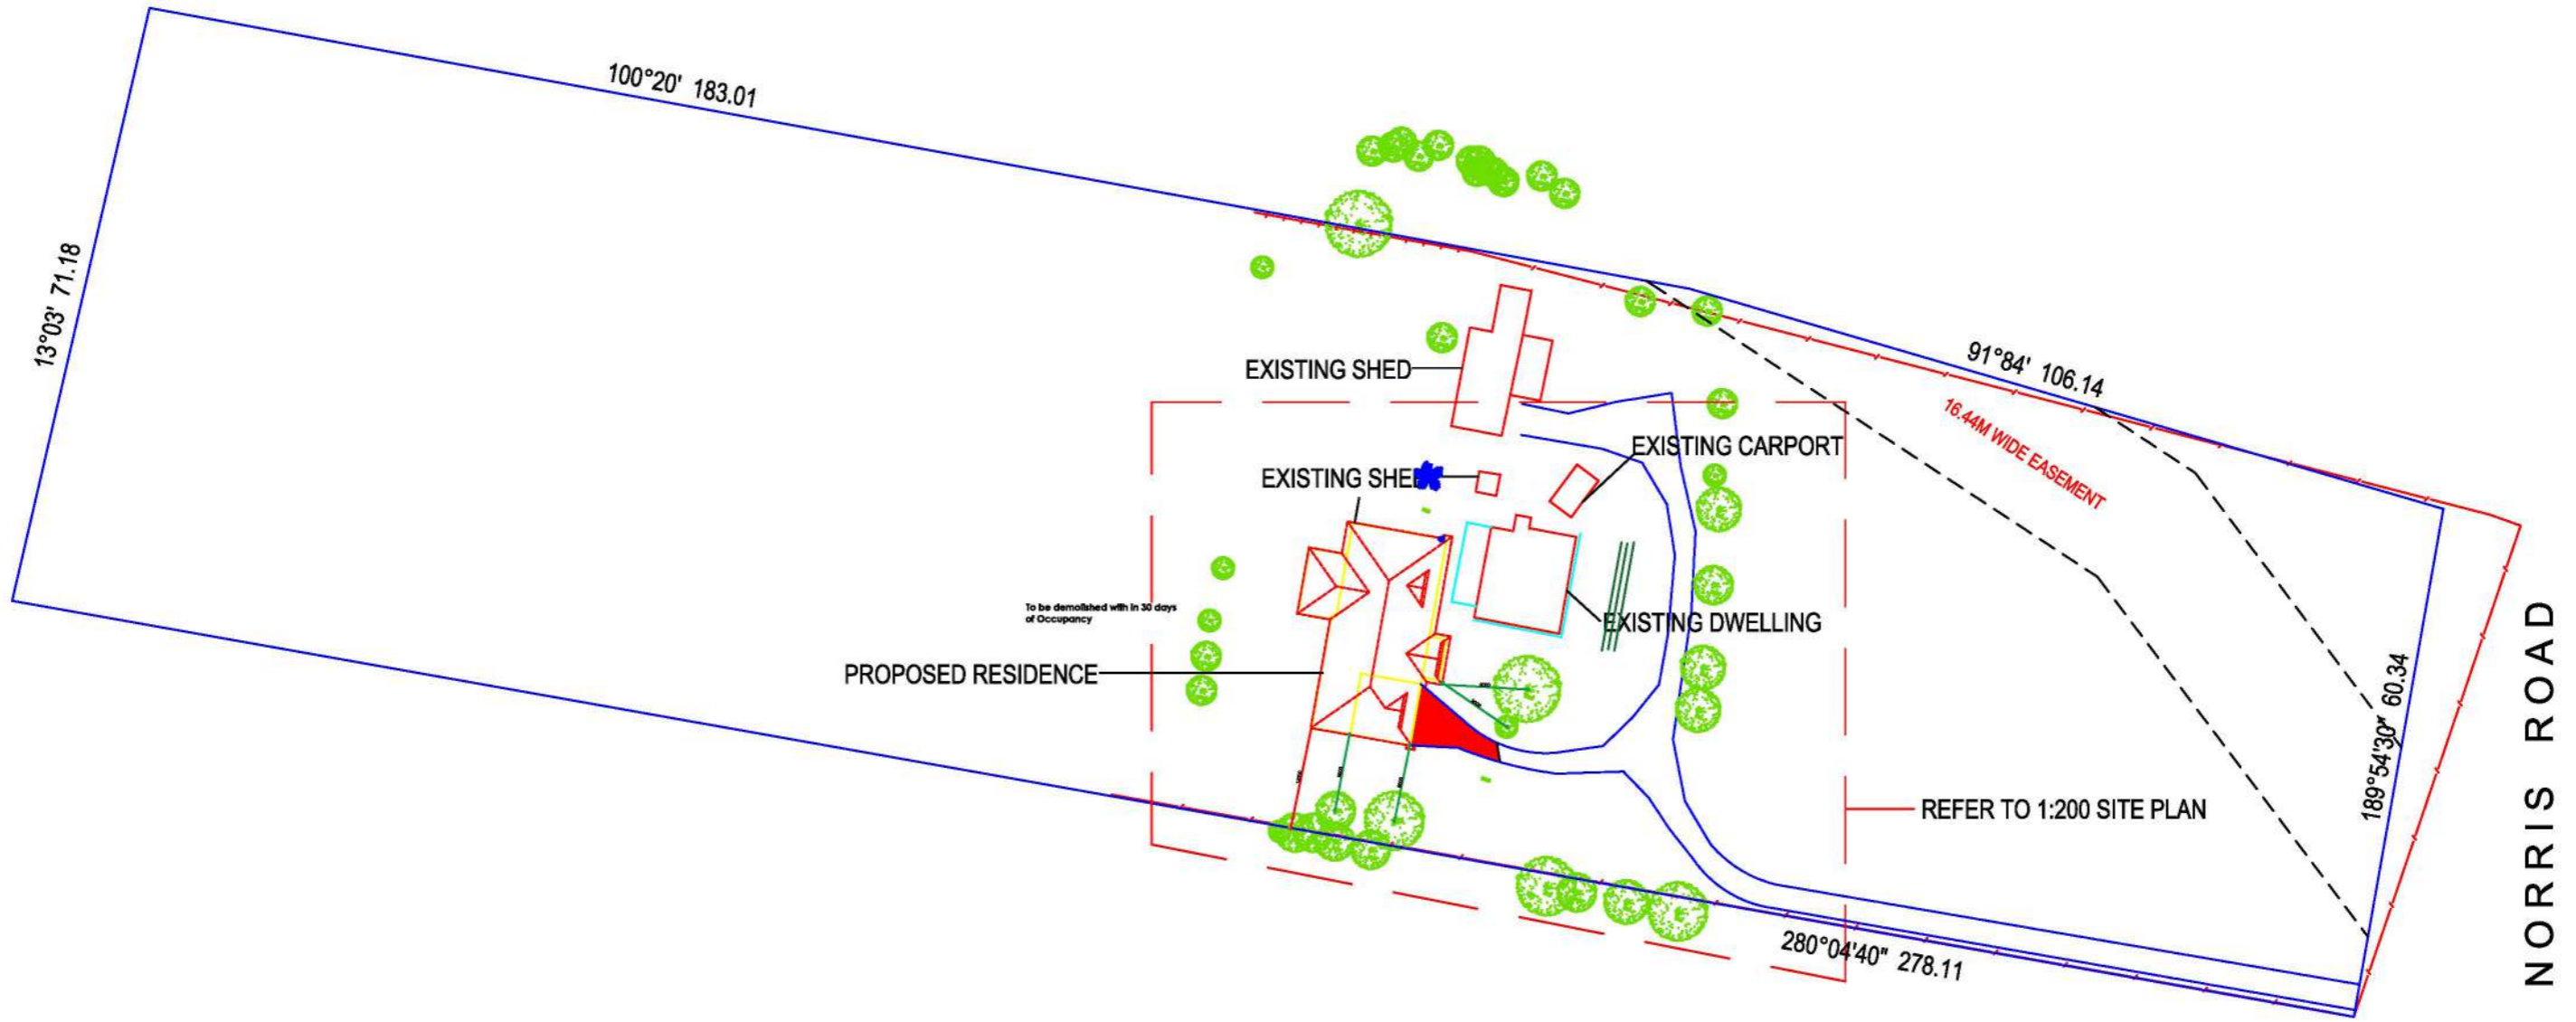 100°20' 183.01
13°03' 71.18
EXISTING SHED
91°84' 106.14
16.44M WIDE EASEMENT
EXISTING CARPORT
EXISTING SHED
To be demolished with in 30 days
of Occupancy
EXISTING DWELLING
PROPOSED RESIDENCE
189°54'30" 60.34
NORRIS ROAD
REFER TO 1:200 SITE PLAN
280°04'40" 278.11